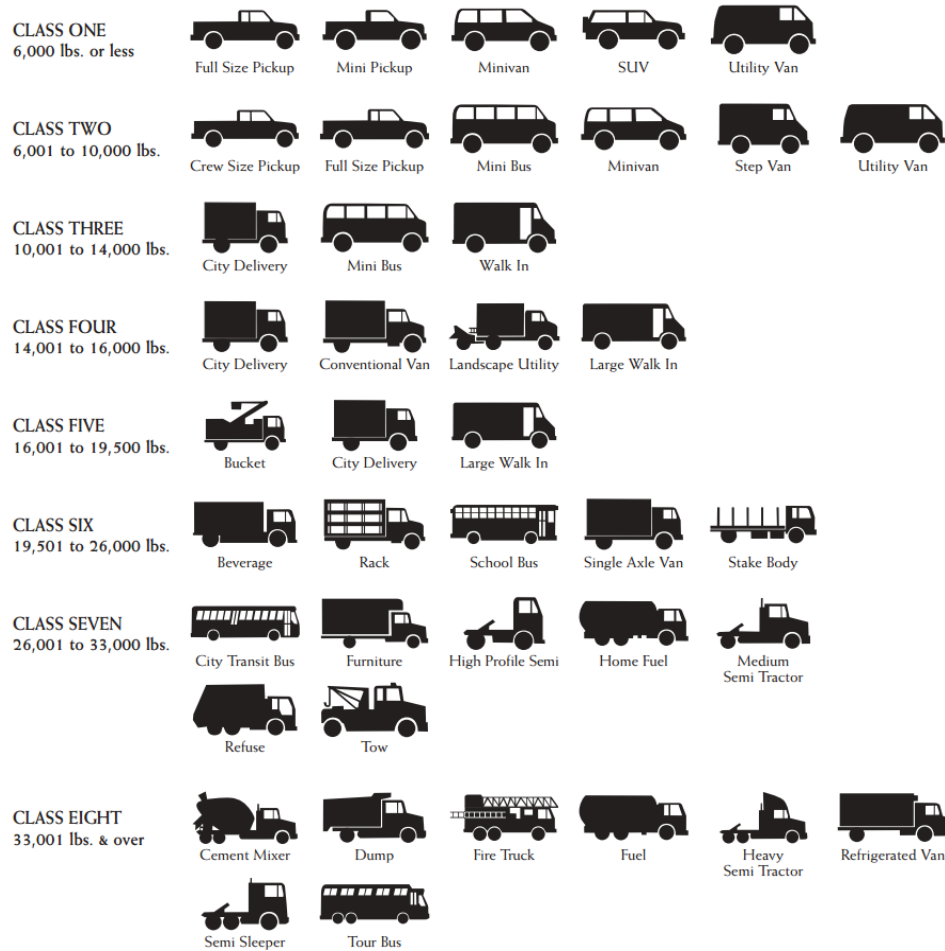 CLASS ONE
6,000 lbs. or less
Full Size Pickup
Mini Pickup
Minivan
SUV
Utility Van
CLASS TWO
6,001 to 10,000 lbs.
Crew Size Pickup
Full Size Pickup
Mini Bus
Minivan
Step Van
Utility Van
CLASS THREE
10,001 to 14,000 lbs.
City Delivery
Mini Bus
Walk In
CLASS FOUR
14,001 to 16,000 lbs.
City Delivery
Conventional Van
Landscape Utility
Large Walk In
CLASS FIVE
16,001 to 19,500 lbs.
Bucket
City Delivery
Large Walk In
CLASS SIX
19,501 to 26,000 lbs.
Beverage
Rack
School Bus
Single Axle Van
Stake Body
CLASS SEVEN
26,001 to 33,000 lbs.
City Transit Bus
Furniture
High Profile Semi
Home Fuel
Medium
Semi Tractor
Refuse
Tow
CLASS EIGHT
33,001 lbs. & over
Cement Mixer
Dump
Fire Truck
Fuel
Heavy
Semi Tractor
Refrigerated Van
Semi Sleeper
Tour Bus